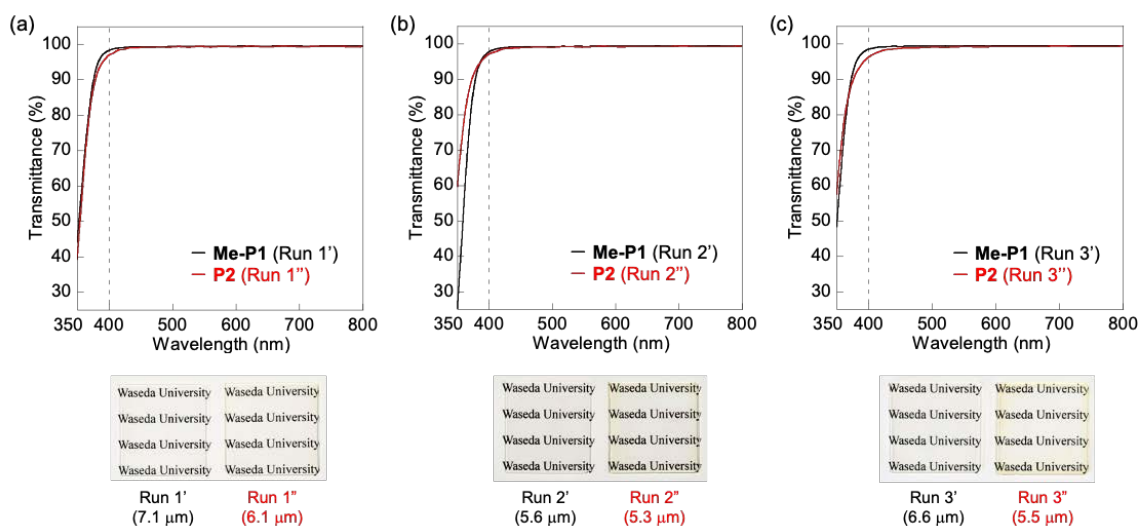 (a)
100
90
80
70
60
50
40
30
Transmittance (%)
Me-P1 (Run 1')
P2 (Run 1”)
350 400 500 600 700 800
Wavelength (nm)
Waseda University Waseda University
Waseda University Waseda University
Waseda University Waseda University
Waseda University Waseda University
Run 1' Run 1”
(7.1 μm) (6.1 μm)
(b)
100
90
80
70
60
50
40
30
Transmittance (%)
Me-P1 (Run 2')
P2 (Run 2”)
350 400 500 600 700 800
Wavelength (nm)
Waseda University Waseda University
Waseda University Waseda University
Waseda University Waseda University
Waseda University Waseda University
Run 2' Run 2”
(5.6 μm) (5.3 μm)
(c)
100
90
80
70
60
50
40
30
Transmittance (%)
Me-P1 (Run 3')
P2 (Run 3'')
350 400 500 600 700 800
Wavelength (nm)
Waseda University Waseda University
Waseda University Waseda University
Waseda University Waseda University
Waseda University Waseda University
Run 3' Run 3”
(6.6 μm) (5.5 μm)